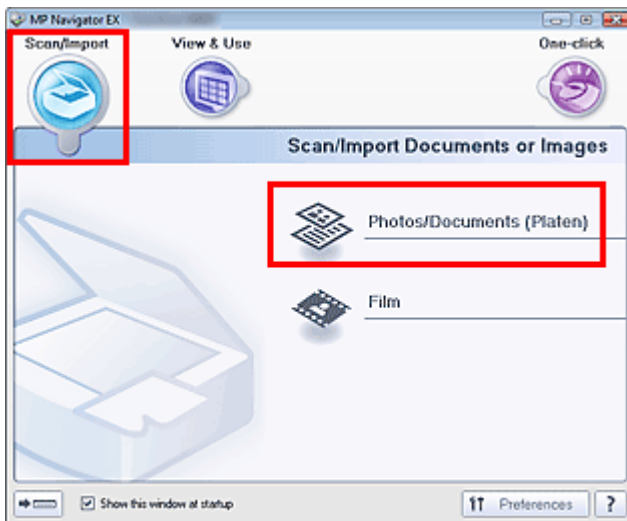 MP Navigator EX
Scan/Import
View & Use
One-click
Scan/Import Documents or Images
Photos/Documents (Platen)
Film
Show this window at startup
Preferences
?